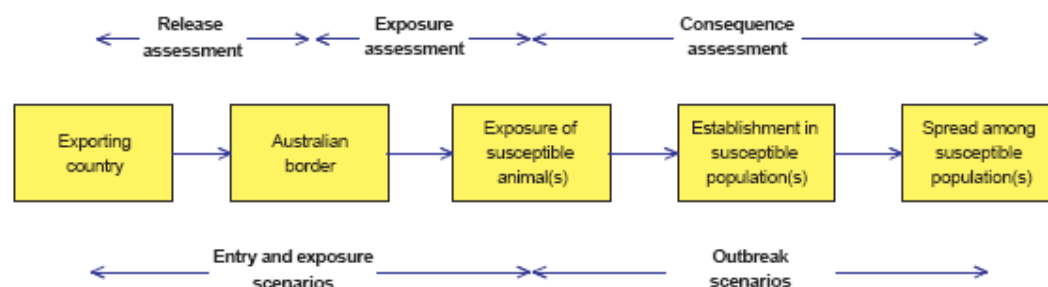 Release
assessment
Exposure
assessment
Consequence
assessment
Exporting
country
Australian
border
Exposure of
susceptible
animal(s)
Establishment in
susceptible
population(s)
Spread among
susceptible
population(s)
Entry and exposure
scenarios
Outbreak
scenarios